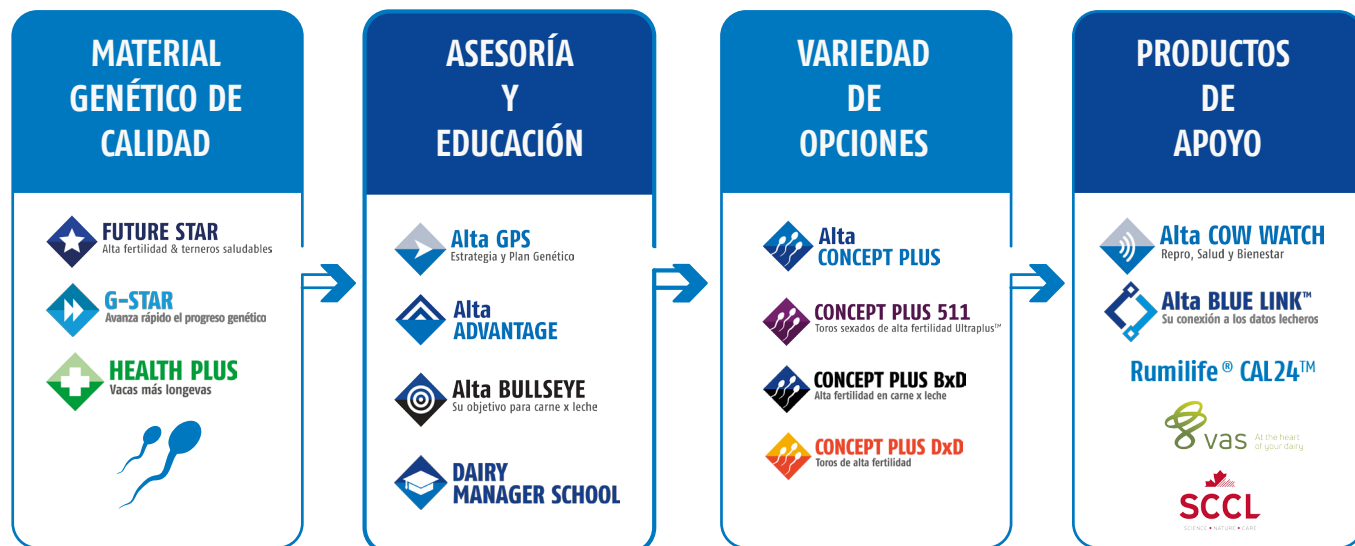 MATERIAL
GENÉTICO DE
CALIDAD
FUTURE STAR
Alta fertilidad & terneros saludables
G-STAR
Avanza rápido el progreso genético
HEALTH PLUS
Vacas más longevas
ASESORÍA
Y
EDUCACIÓN
Alta GPS
Estrategia y Plan Genético
Alta
ADVANTAGE
Alta BULLSEYE
Su objetivo para carne x leche
DAIRY
MANAGER SCHOOL
VARIEDAD
DE
OPCIONES
Alta
CONCEPT PLUS
CONCEPT PLUS 511
Toros sexados de alta fertilidad Ultraplus™
CONCEPT PLUS BxD
Alta fertilidad en carne x leche
CONCEPT PLUS DxD
Toros de alta fertilidad
PRODUCTOS
DE
APOYO
Alta COW WATCH
Repro, Salud y Bienestar
Alta BLUE LINK™
Su conexión a los datos lecheros
Rumilife® CAL24™
vas
At the heart
of your dairy
SCCL
SCIENCE • NATURE • CARE